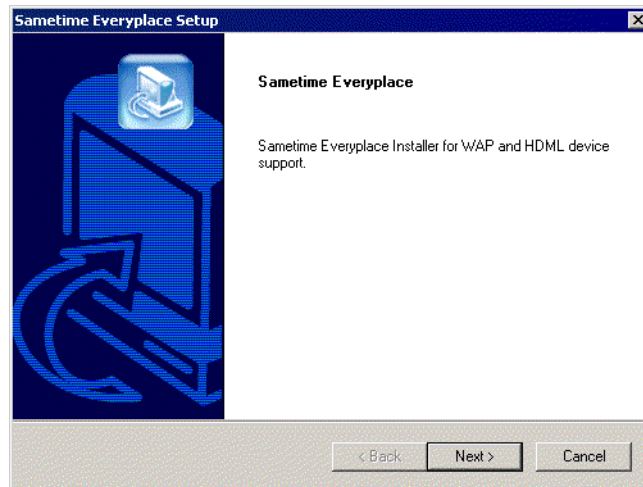 Sametime Everyplace Setup
Sametime Everyplace
Sametime Everyplace Installer for WAP and HDML device
support.
< Back
Next >
Cancel